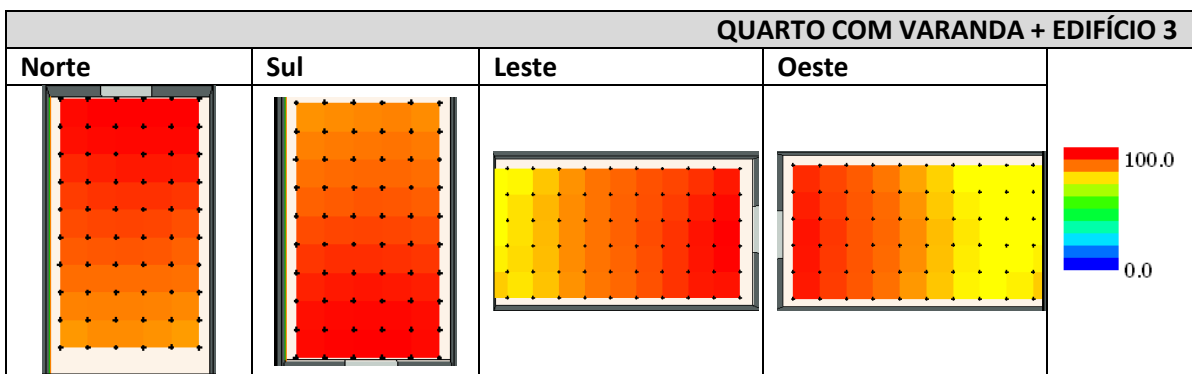 QUARTO COM VARANDA + EDIFÍCIO 3
Norte Sul Leste Oeste
100.0
0.0